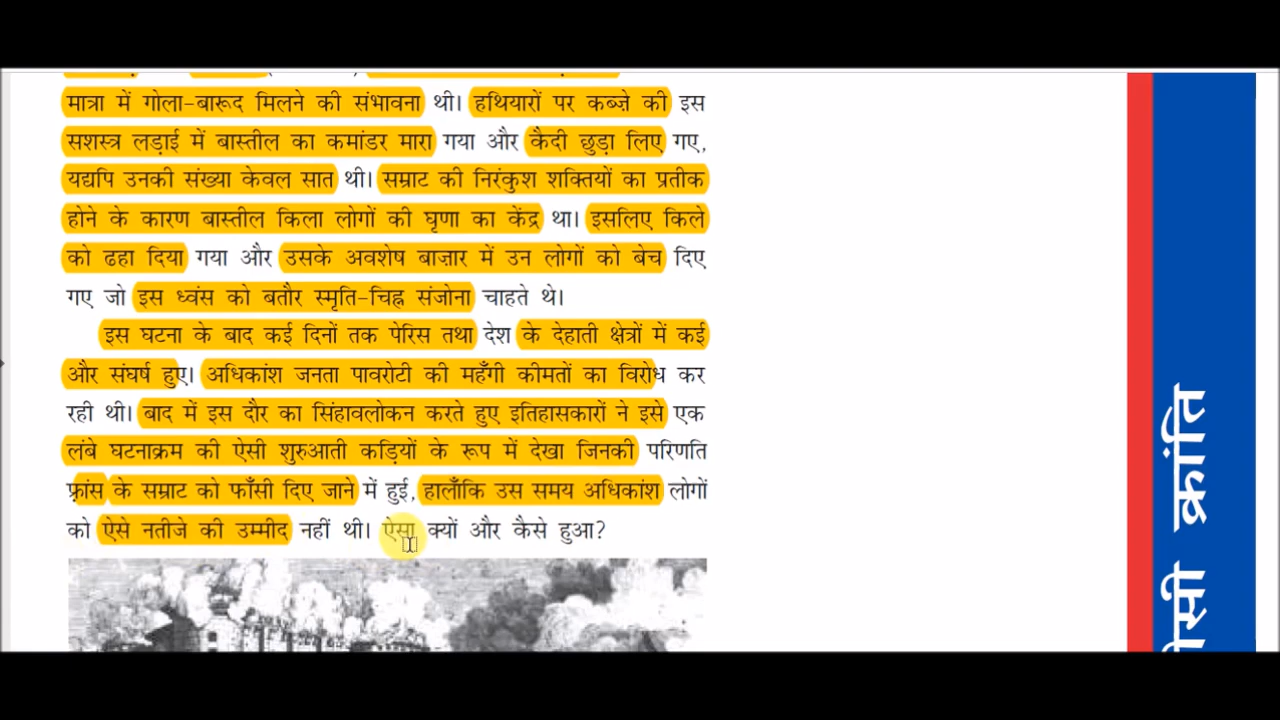 मात्रा में गोला-बारूद मिलने की संभावना थी। हथियारों पर कब्ज़े की इस
सशस्त्र लड़ाई में बास्तील का कमांडर मारा गया और कैदी छुड़ा लिए गए,
यद्यपि उनकी संख्या केवल सात थी। सम्राट की निरंकुश शक्तियों का प्रतीक
होने के कारण बास्तील किला लोगों की घृणा का केंद्र था। इसलिए किले
को ढहा दिया गया और उसके अवशेष बाज़ार में उन लोगों को बेच दिए
गए जो इस ध्वंस को बतौर स्मृति-चिह्न संजोना चाहते थे।
इस घटना के बाद कई दिनों तक पेरिस तथा देश के देहाती क्षेत्रों में कई
और संघर्ष हुए। अधिकांश जनता पावरोटी की महँगी कीमतों का विरोध कर
रही थी। बाद में इस दौर का सिंहावलोकन करते हुए इतिहासकारों ने इसे एक
लंबे घटनाक्रम की ऐसी शुरुआती कड़ियों के रूप में देखा जिनकी परिणति
फ़्रांस के सम्राट को फाँसी दिए जाने में हुई, हालाँकि उस समय अधिकांश लोगों
को ऐसे नतीजे की उम्मीद नहीं थी। ऐसा क्यों और कैसे हुआ?
सी क्रांति